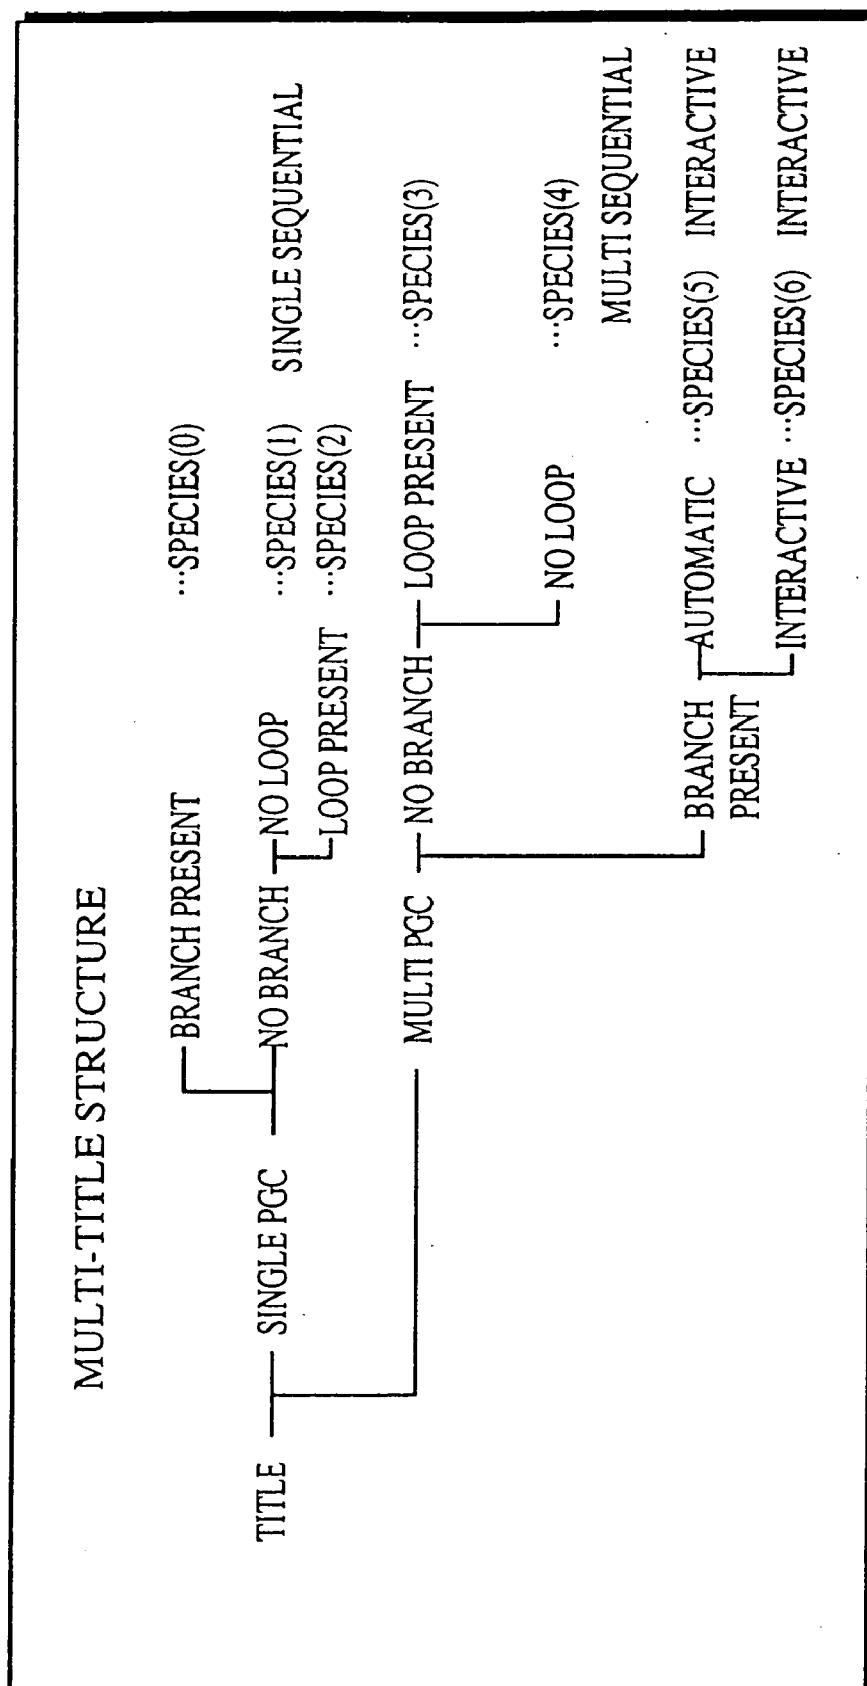 MULTI-TITLE STRUCTURE
BRANCH PRESENT ...SPECIES(0)
TITLE SINGLE PGC NO BRANCH NO LOOP ...SPECIES(1) SINGLE SEQUENTIAL
LOOP PRESENT ...SPECIES(2)
MULTI PGC NO BRANCH LOOP PRESENT ...SPECIES(3)
NO LOOP ...SPECIES(4)
MULTI SEQUENTIAL
BRANCH AUTOMATIC ...SPECIES(5) INTERACTIVE
PRESENT
INTERACTIVE ...SPECIES(6) INTERACTIVE